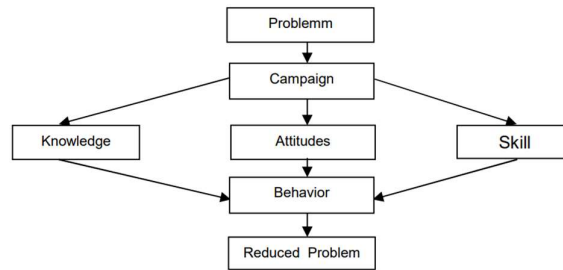 Problemm
Campaign
Knowledge
Attitudes
Skill
Behavior
Reduced Problem